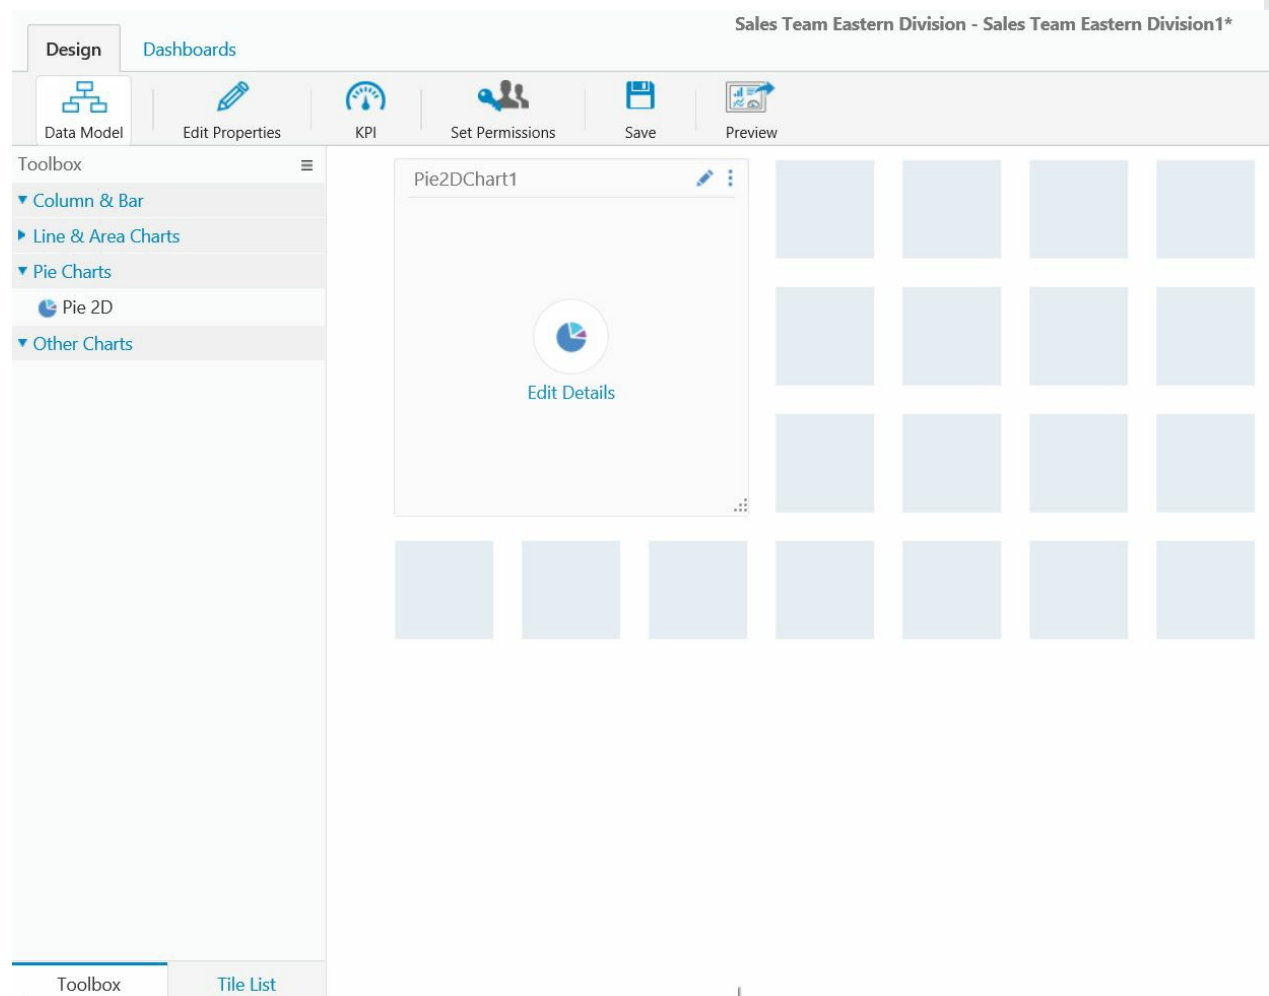 Sales Team Eastern Division - Sales Team Eastern Division1*
Design Dashboards
Data Model Edit Properties KPI Set Permissions Save Preview
Toolbox
Column & Bar
Line & Area Charts
Pie Charts
Pie 2D
Other Charts
Pie2DChart1
Edit Details
Toolbox Tile List